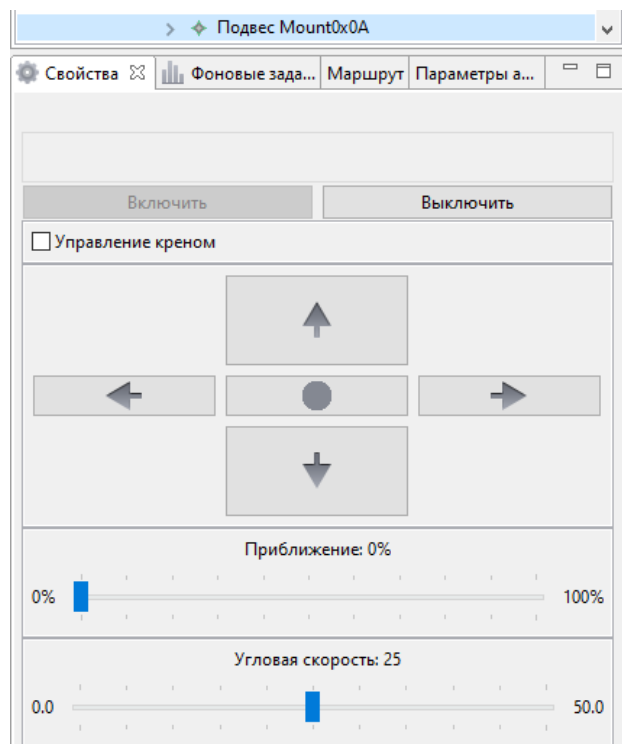 Подвес Mount0x0A
Свойства Фоновые зада... Маршрут Параметры а...
Включить Выключить
Управление креном
Приближение: 0%
0% 100%
Угловая скорость: 25
0.0 50.0